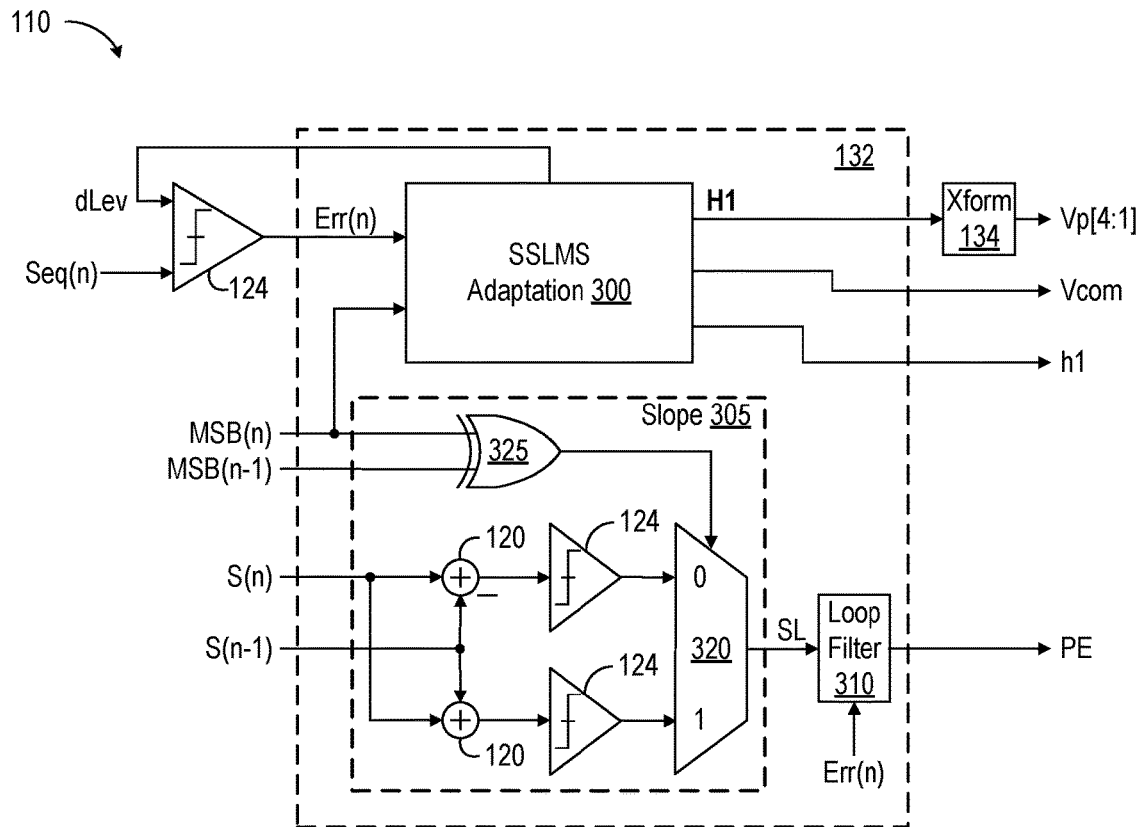 110
132
dLev
Err(n)
Seq(n)
124
SSLMS
Adaptation 300
H1
Xform
134
Vp[4:1]
Vcom
h1
Slope 305
MSB(n)
MSB(n-1)
325
120
124
S(n)
+
−
0
S(n-1)
124
320
SL
Loop
Filter
310
PE
+
1
120
Err(n)